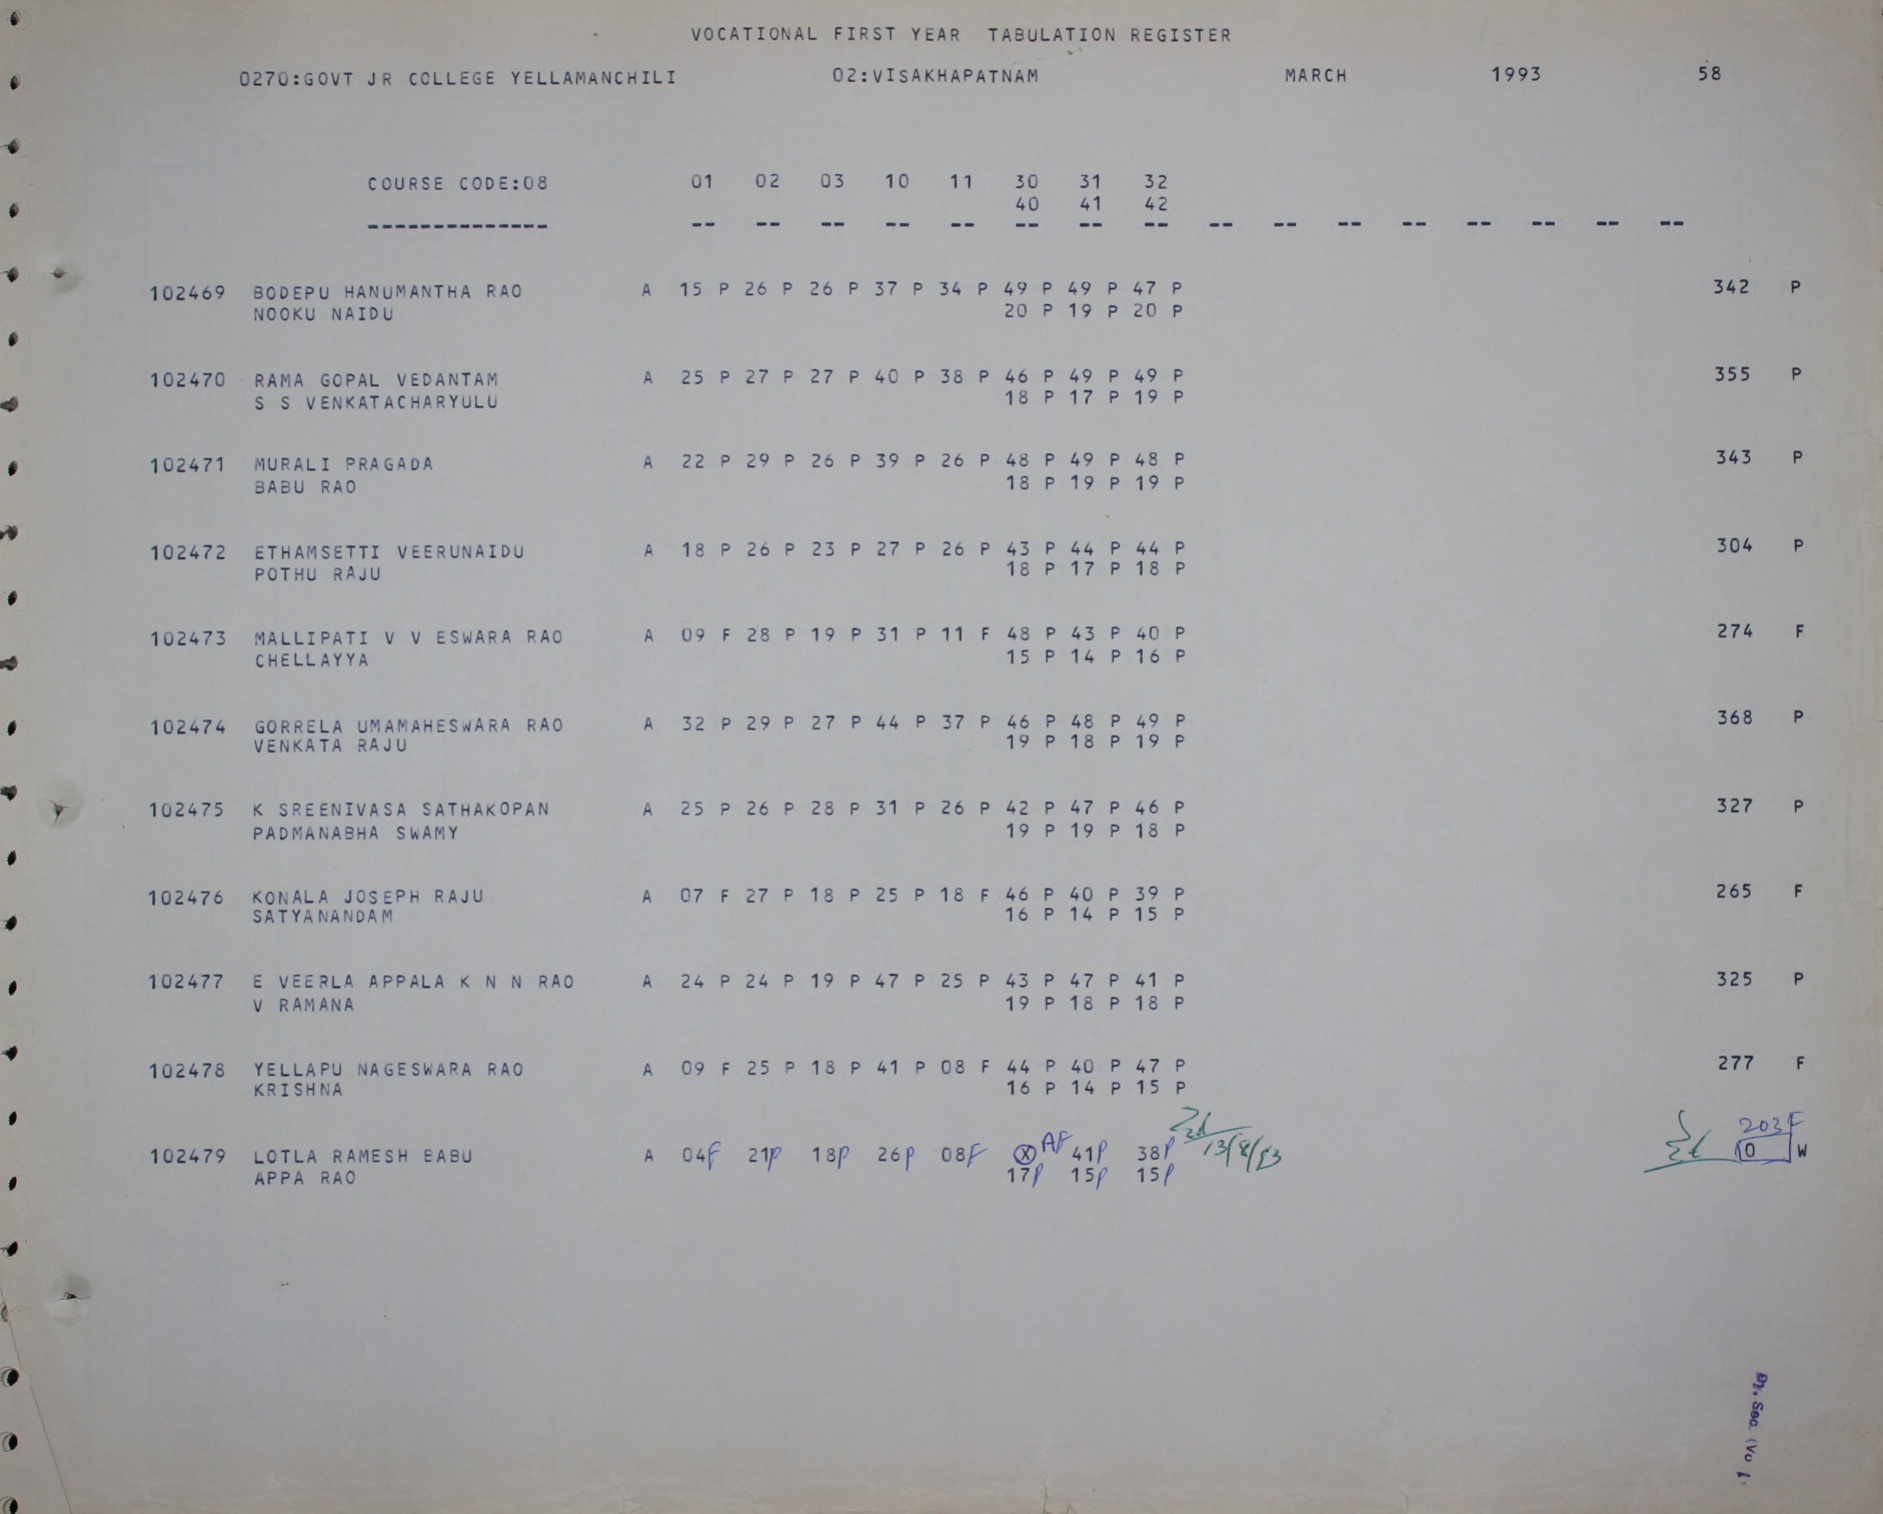 VOCATIONAL FIRST YEAR TABULATION REGISTER
0270:GOVT JR COLLEGE YELLAMANCHILI 02:VISAKHAPATNAM MARCH 1993 58
COURSE CODE:08 01 02 03 10 11 30 31 32
40 41 42
-------------- -- -- -- -- -- -- -- -- -- -- -- -- -- -- -- --
102469 BODEPU HANUMANTHA RAO A 15 P 26 P 26 P 37 P 34 P 49 P 49 P 47 P 342 P
NOOKU NAIDU 20 P 19 P 20 P
102470 RAMA GOPAL VEDANTAM A 25 P 27 P 27 P 40 P 38 P 46 P 49 P 49 P 355 P
S S VENKATACHARYULU 18 P 17 P 19 P
102471 MURALI PRAGADA A 22 P 29 P 26 P 39 P 26 P 48 P 49 P 48 P 343 P
BABU RAO 18 P 19 P 19 P
102472 ETHAMSETTI VEERUNAIDU A 18 P 26 P 23 P 27 P 26 P 43 P 44 P 44 P 304 P
POTHU RAJU 18 P 17 P 18 P
102473 MALLIPATI V V ESWARA RAO A 09 F 28 P 19 P 31 P 11 F 48 P 43 P 40 P 274 F
CHELLAYYA 15 P 14 P 16 P
102474 GORRELA UMAMAHESWARA RAO A 32 P 29 P 27 P 44 P 37 P 46 P 48 P 49 P 368 P
VENKATA RAJU 19 P 18 P 19 P
102475 K SREENIVASA SATHAKOPAN A 25 P 26 P 28 P 31 P 26 P 42 P 47 P 46 P 327 P
PADMANABHA SWAMY 19 P 19 P 18 P
102476 KONALA JOSEPH RAJU A 07 F 27 P 18 P 25 P 18 F 46 P 40 P 39 P 265 F
SATYANANDAM 16 P 14 P 15 P
102477 E VEERLA APPALA K N N RAO A 24 P 24 P 19 P 47 P 25 P 43 P 47 P 41 P 325 P
V RAMANA 19 P 18 P 18 P
102478 YELLAPU NAGESWARA RAO A 09 F 25 P 18 P 41 P 08 F 44 P 40 P 47 P 277 F
KRISHNA 16 P 14 P 15 P
203F
102479 LOTLA RAMESH BABU A 04F 21P 18P 26P 08F X AF 41P 38P 13/8/93 0 W
APPA RAO 17P 15P 15P
Dy. Sec. (Vo